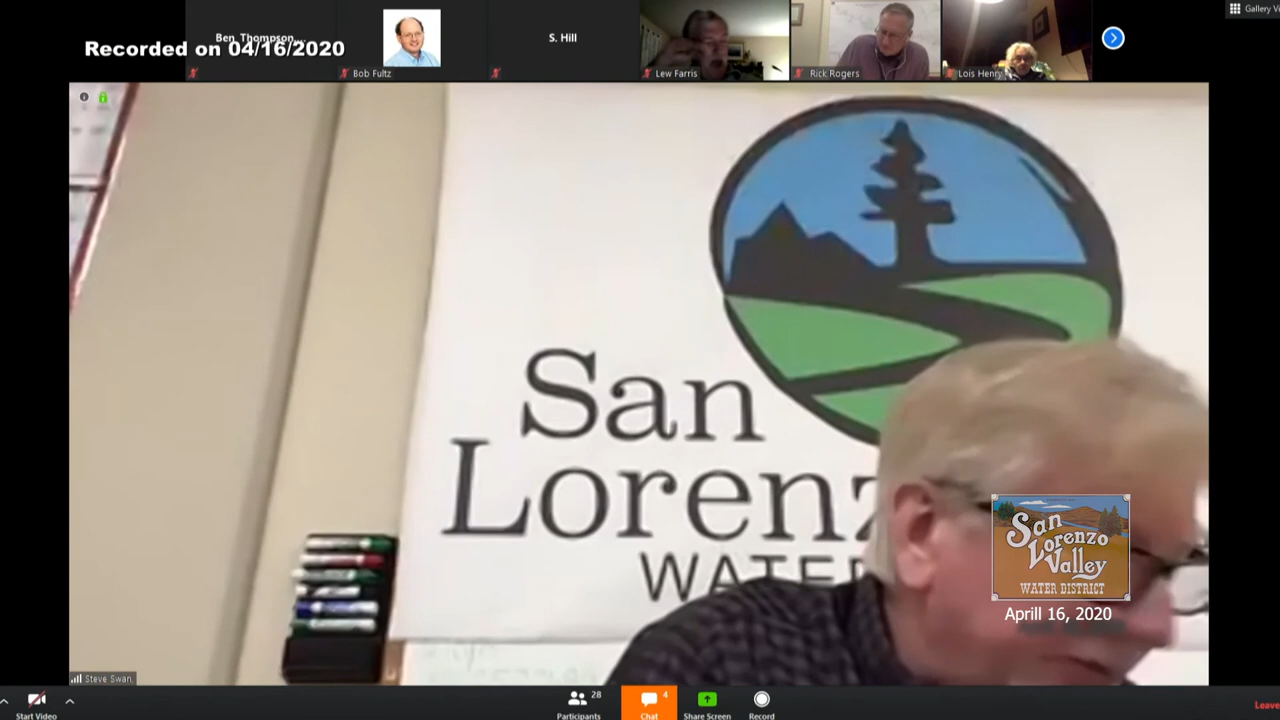 Gallery Vi
Ben Thompson...
Recorded on 04/16/2020
S. Hill
Bob Fultz
Lew Farris
Rick Rogers
Lois Henry
San
Lorenz
WATER
San
Lorenzo
Valley
WATER DISTRICT
Aprill 16, 2020
Steve Swan.
Start Video
28
Participants
4
Chat
Share Screen
Record
Leave